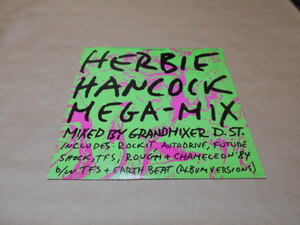 HERBIE
HANCOCK
MEGA-MIX
MIXED BY GRANDMIXER D.ST.
INCLUDES: ROCKIT, AUTODRIVE, FUTURE
SHOCK, TFS, ROUGH + CHAMELEON '84
b/w TFS + EARTH BEAT (ALBUM VERSIONS)